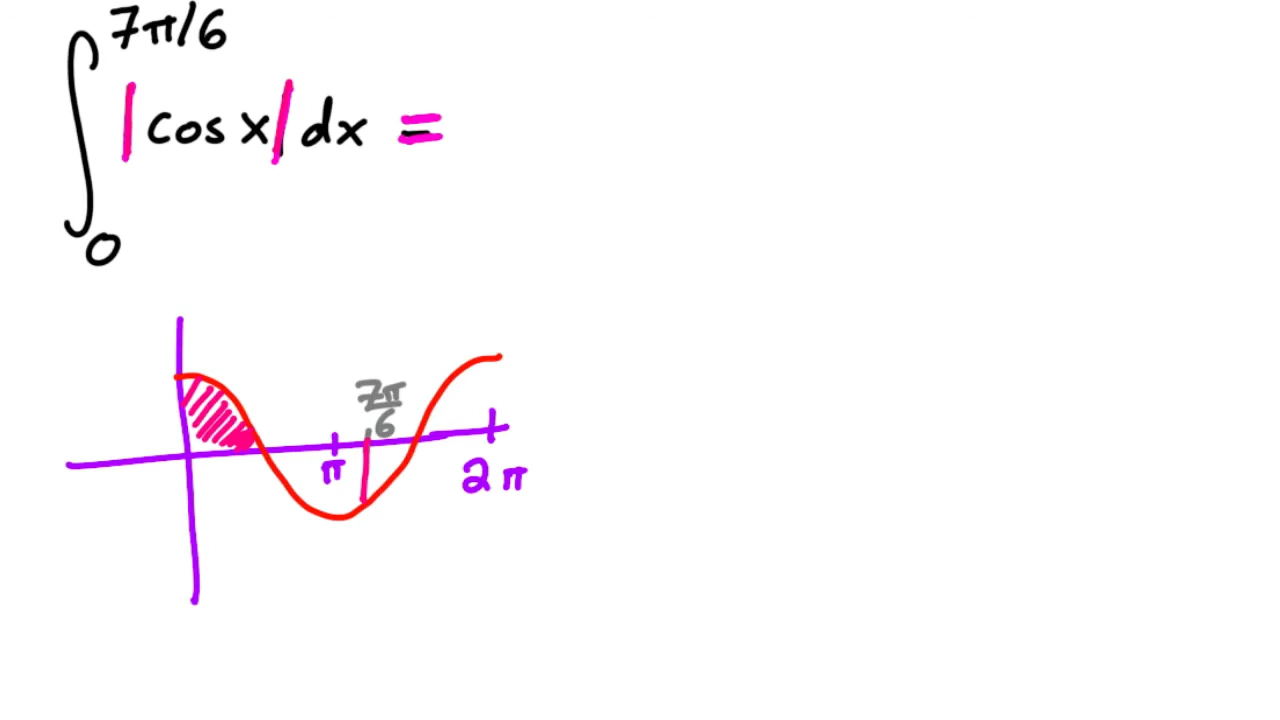 ∫₀^{7π/6} |cos x| dx =
7π/6
π
2π